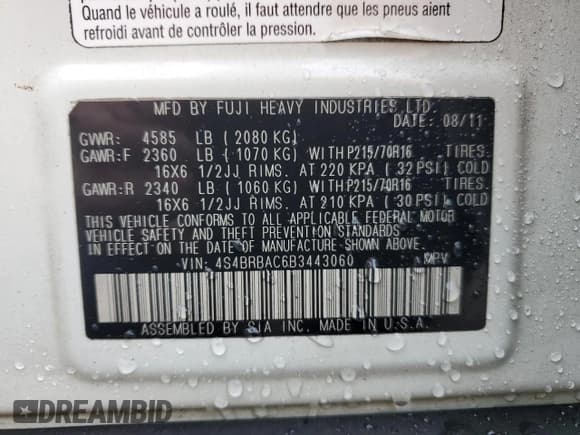 Quand le véhicule a roulé, il faut attendre que les pneus aient
refroidi avant de contrôler la pression.
MFD BY FUJI HEAVY INDUSTRIES LTD.
DATE: 08/11
GVWR: 4585 LB ( 2080 KG)
GAWR:F 2360 LB ( 1070 KG) WITH P215/70R16 TIRES.
16X6 1/2JJ RIMS. AT 220 KPA ( 32 PSI) COLD
GAWR:R 2340 LB ( 1060 KG) WITH P215/70R16 TIRES.
16X6 1/2JJ RIMS. AT 210 KPA ( 30 PSI) COLD
THIS VEHICLE CONFORMS TO ALL APPLICABLE FEDERAL MOTOR
VEHICLE SAFETY AND THEFT PREVENTION STANDARDS
IN EFFECT ON THE DATE OF MANUFACTURE SHOWN ABOVE.
VIN: 4S4BRBAC6B3443060 MPV
ASSEMBLED BY SIA INC. MADE IN U.S.A.
DREAMBID